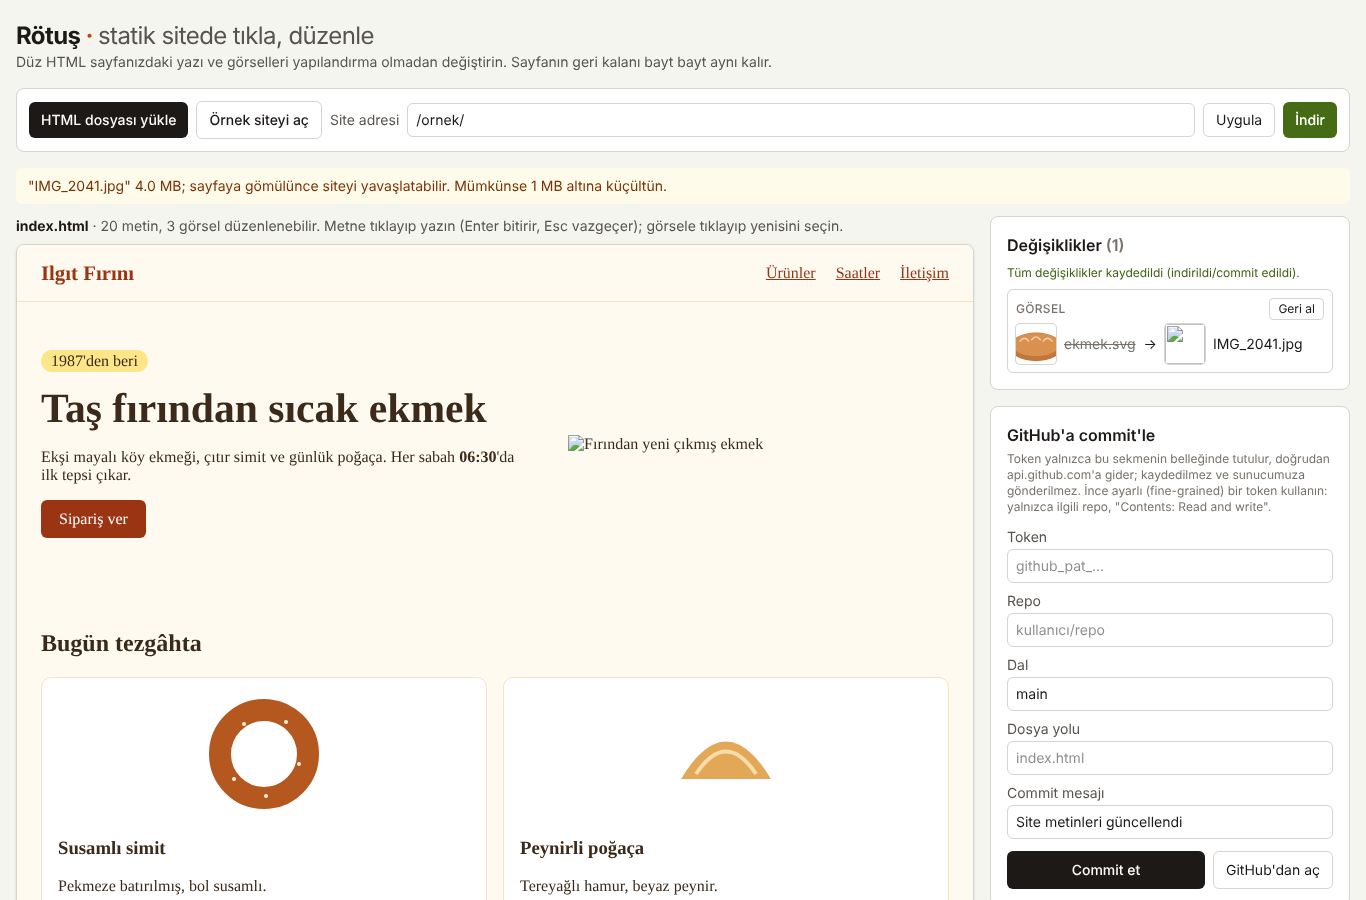 Rötuş · statik sitede tıkla, düzenle
Düz HTML sayfanızdaki yazı ve görselleri yapılandırma olmadan değiştirin. Sayfanın geri kalanı bayt bayt aynı kalır.
HTML dosyası yükle
Örnek siteyi aç
Site adresi
/ornek/
Uygula
İndir
"IMG_2041.jpg" 4.0 MB; sayfaya gömülünce siteyi yavaşlatabilir. Mümkünse 1 MB altına küçültün.
index.html · 20 metin, 3 görsel düzenlenebilir. Metne tıklayıp yazın (Enter bitirir, Esc vazgeçer); görsele tıklayıp yenisini seçin.
Ilgıt Fırını
Ürünler
Saatler
İletişim
1987'den beri
Taş fırından sıcak ekmek
Ekşi mayalı köy ekmeği, çıtır simit ve günlük poğaça. Her sabah 06:30'da
ilk tepsi çıkar.
Sipariş ver
Fırından yeni çıkmış ekmek
Bugün tezgâhta
Susamlı simit
Pekmeze batırılmış, bol susamlı.
Peynirli poğaça
Tereyağlı hamur, beyaz peynir.
Değişiklikler (1)
Tüm değişiklikler kaydedildi (indirildi/commit edildi).
GÖRSEL
Geri al
ekmek.svg → IMG_2041.jpg
GitHub'a commit'le
Token yalnızca bu sekmenin belleğinde tutulur, doğrudan
api.github.com'a gider; kaydedilmez ve sunucumuza
gönderilmez. İnce ayarlı (fine-grained) bir token kullanın:
yalnızca ilgili repo, "Contents: Read and write".
Token
github_pat_...
Repo
kullanıcı/repo
Dal
main
Dosya yolu
index.html
Commit mesajı
Site metinleri güncellendi
Commit et
GitHub'dan aç